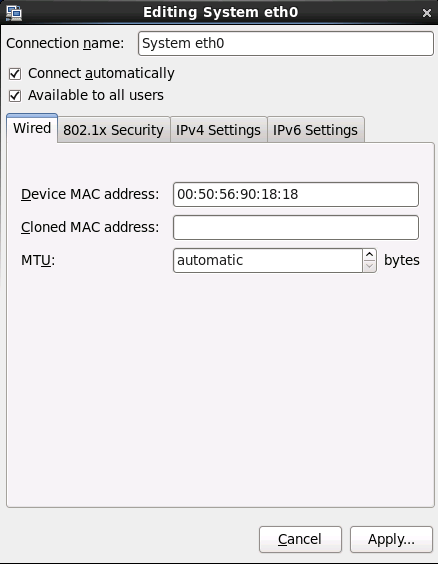 Editing System eth0
Connection name: System eth0
Connect automatically
Available to all users
Wired 802.1x Security IPv4 Settings IPv6 Settings
Device MAC address: 00:50:56:90:18:18
Cloned MAC address:
MTU: automatic bytes
Cancel Apply...